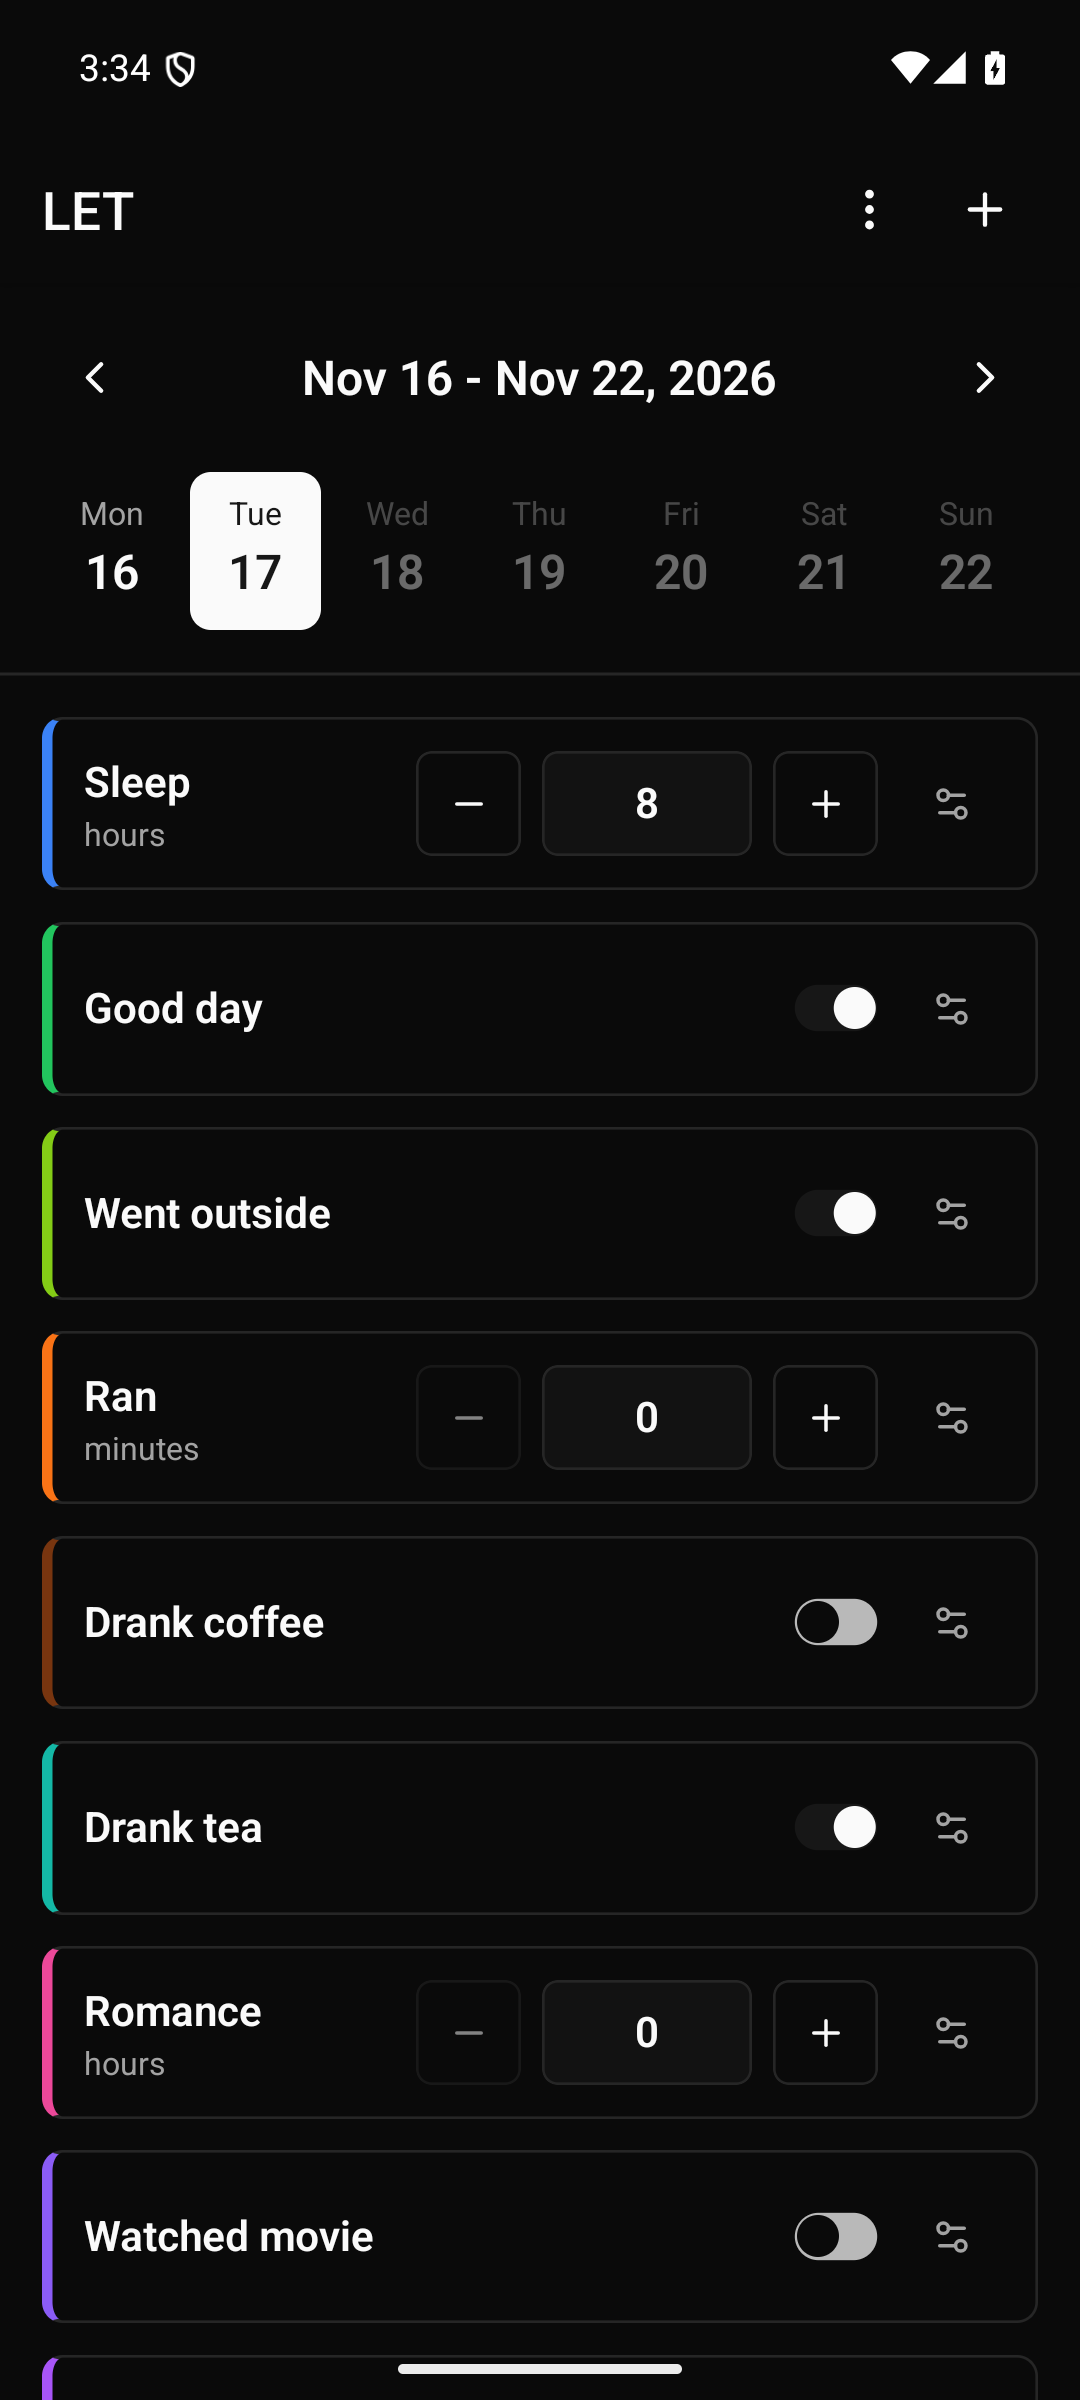 3:34
LET
Nov 16 - Nov 22, 2026
Mon Tue Wed Thu Fri Sat Sun
16 17 18 19 20 21 22
Sleep
hours
8
Good day
Went outside
Ran
minutes
0
Drank coffee
Drank tea
Romance
hours
0
Watched movie